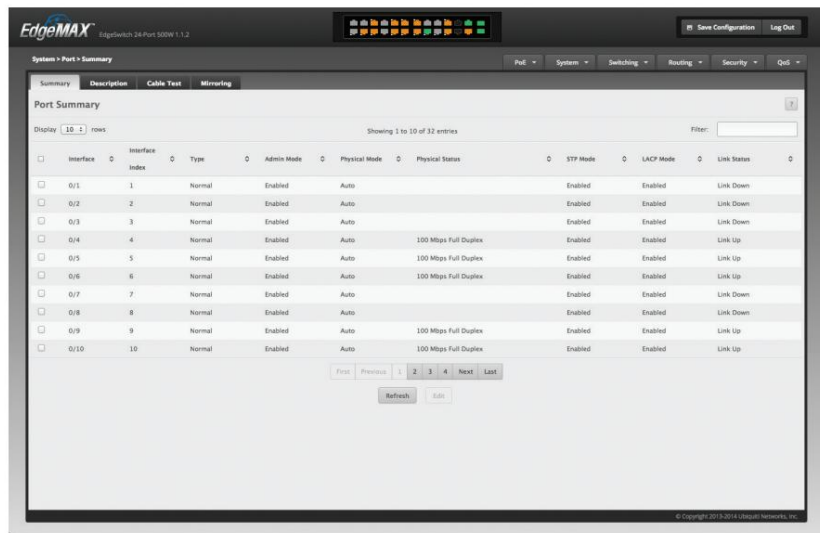 EdgeMAX EdgeSwitch 24-Port 500W 1.1.2
Save Configuration Log Out
System > Port > Summary
PoE System Switching Routing Security QoS
Summary Description Cable Test Mirroring
Port Summary ?
Display 10 rows Showing 1 to 10 of 32 entries Filter:
Interface Interface Index Type Admin Mode Physical Mode Physical Status STP Mode LACP Mode Link Status
0/1 1 Normal Enabled Auto Enabled Enabled Link Down
0/2 2 Normal Enabled Auto Enabled Enabled Link Down
0/3 3 Normal Enabled Auto Enabled Enabled Link Down
0/4 4 Normal Enabled Auto 100 Mbps Full Duplex Enabled Enabled Link Up
0/5 5 Normal Enabled Auto 100 Mbps Full Duplex Enabled Enabled Link Up
0/6 6 Normal Enabled Auto 100 Mbps Full Duplex Enabled Enabled Link Up
0/7 7 Normal Enabled Auto Enabled Enabled Link Down
0/8 8 Normal Enabled Auto Enabled Enabled Link Down
0/9 9 Normal Enabled Auto 100 Mbps Full Duplex Enabled Enabled Link Up
0/10 10 Normal Enabled Auto 100 Mbps Full Duplex Enabled Enabled Link Up
First Previous 1 2 3 4 Next Last
Refresh Edit
© Copyright 2013-2014 Ubiquiti Networks, Inc.